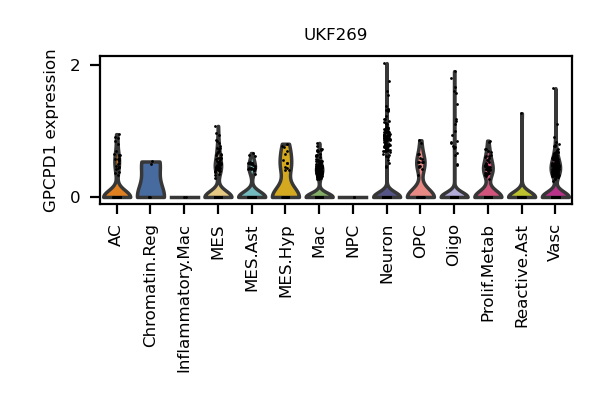 UKF269
GPCPD1 expression
2
0
AC
Chromatin.Reg
Inflammatory.Mac
MES
MES.Ast
MES.Hyp
Mac
NPC
Neuron
OPC
Oligo
Prolif.Metab
Reactive.Ast
Vasc